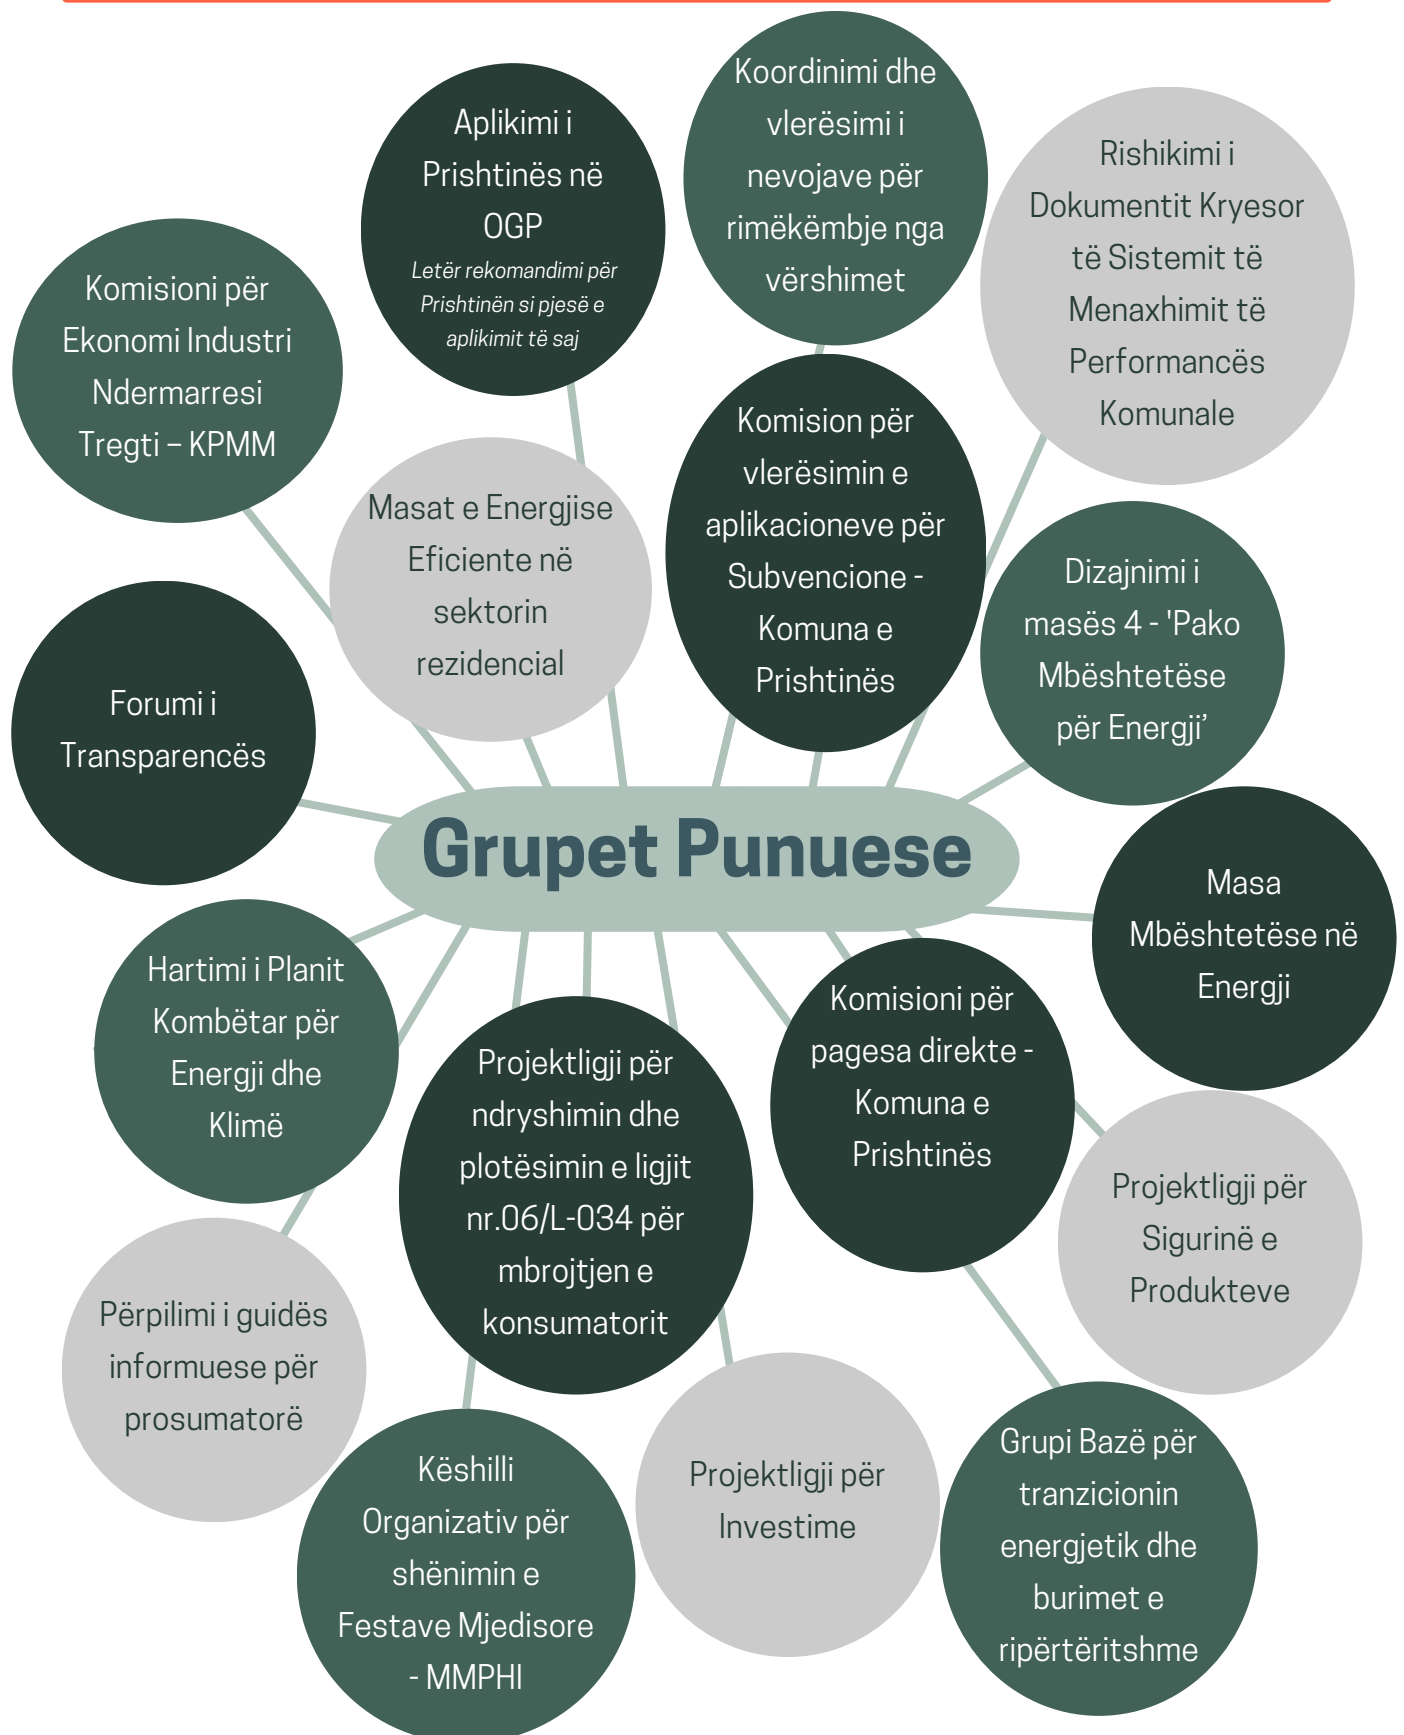 Koordinimi dhe
vlerësimi i
nevojave për
rimëkëmbje nga
vërshimet
Aplikimi i
Prishtinës në
OGP
Letër rekomandimi për
Prishtinën si pjesë e
aplikimit të saj
Rishikimi i
Dokumentit Kryesor
të Sistemit të
Menaxhimit të
Performancës
Komunale
Komisioni për
Ekonomi Industri
Ndermarresi
Tregti – KPMM
Komision për
vlerësimin e
aplikacioneve për
Subvencione -
Komuna e
Prishtinës
Masat e Energjise
Eficiente në
sektorin
rezidencial
Dizajnimi i
masës 4 - 'Pako
Mbështetëse
për Energji’
Forumi i
Transparencës
Grupet Punuese
Masa
Mbështetëse në
Energji
Hartimi i Planit
Kombëtar për
Energji dhe
Klimë
Komisioni për
pagesa direkte -
Komuna e
Prishtinës
Projektligji për
ndryshimin dhe
plotësimin e ligjit
nr.06/L-034 për
mbrojtjen e
konsumatorit
Projektligji për
Sigurinë e
Produkteve
Përpilimi i guidës
informuese për
prosumatorë
Këshilli
Organizativ për
shënimin e
Festave Mjedisore
- MMPHI
Projektligji për
Investime
Grupi Bazë për
tranzicionin
energjetik dhe
burimet e
ripërtëritshme